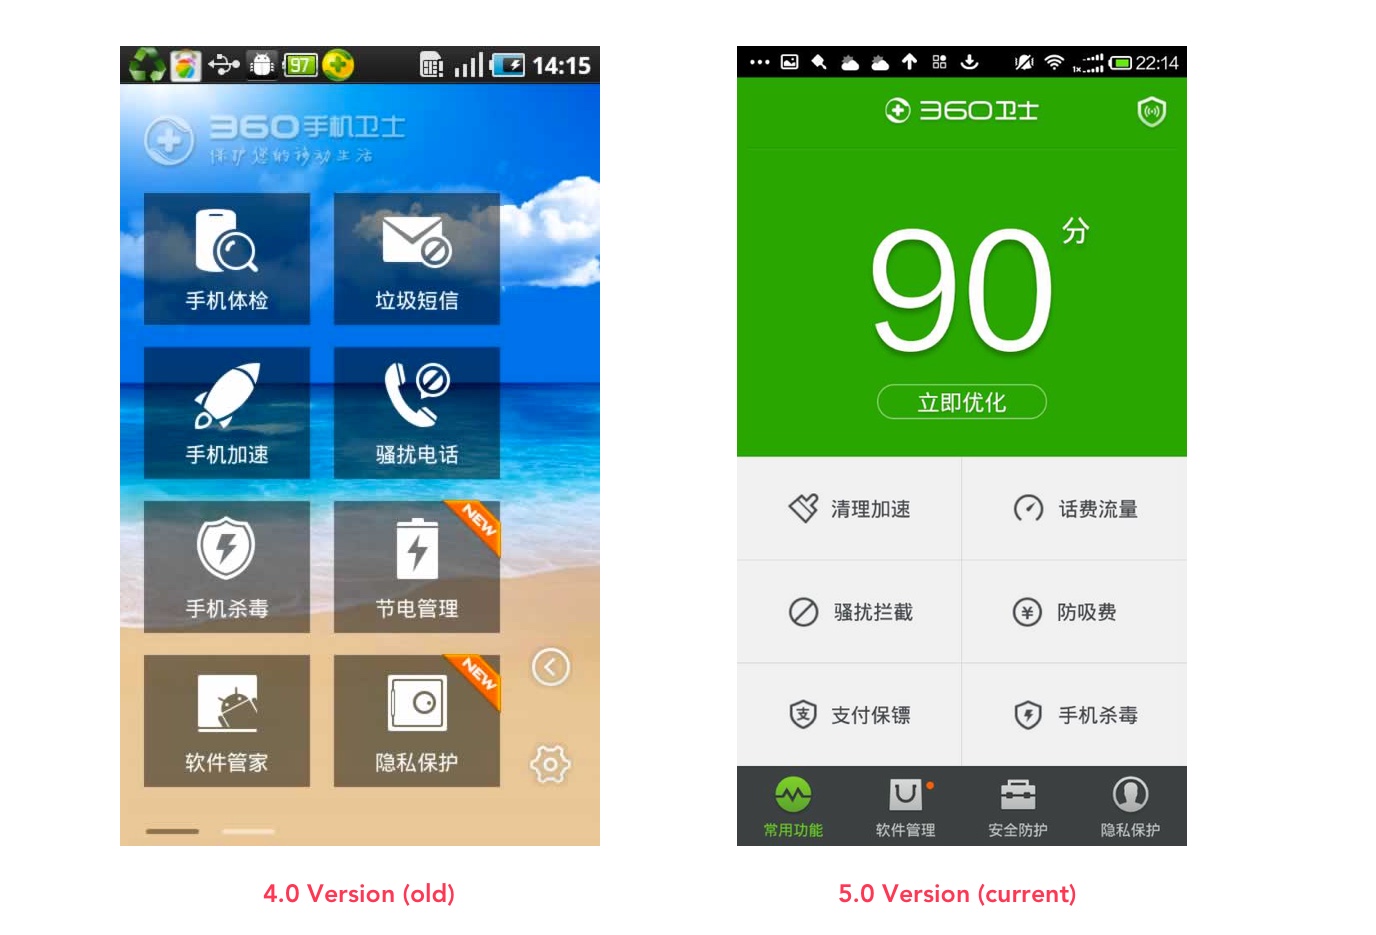 97
14:15
360手机卫士
保护您的移动生活
手机体检
垃圾短信
手机加速
骚扰电话
手机杀毒
NEW
节电管理
软件管家
NEW
隐私保护
4.0 Version (old)
1x
22:14
360卫士
90分
立即优化
清理加速
话费流量
骚扰拦截
¥
防吸费
支
支付保镖
手机杀毒
常用功能
软件管理
安全防护
隐私保护
5.0 Version (current)